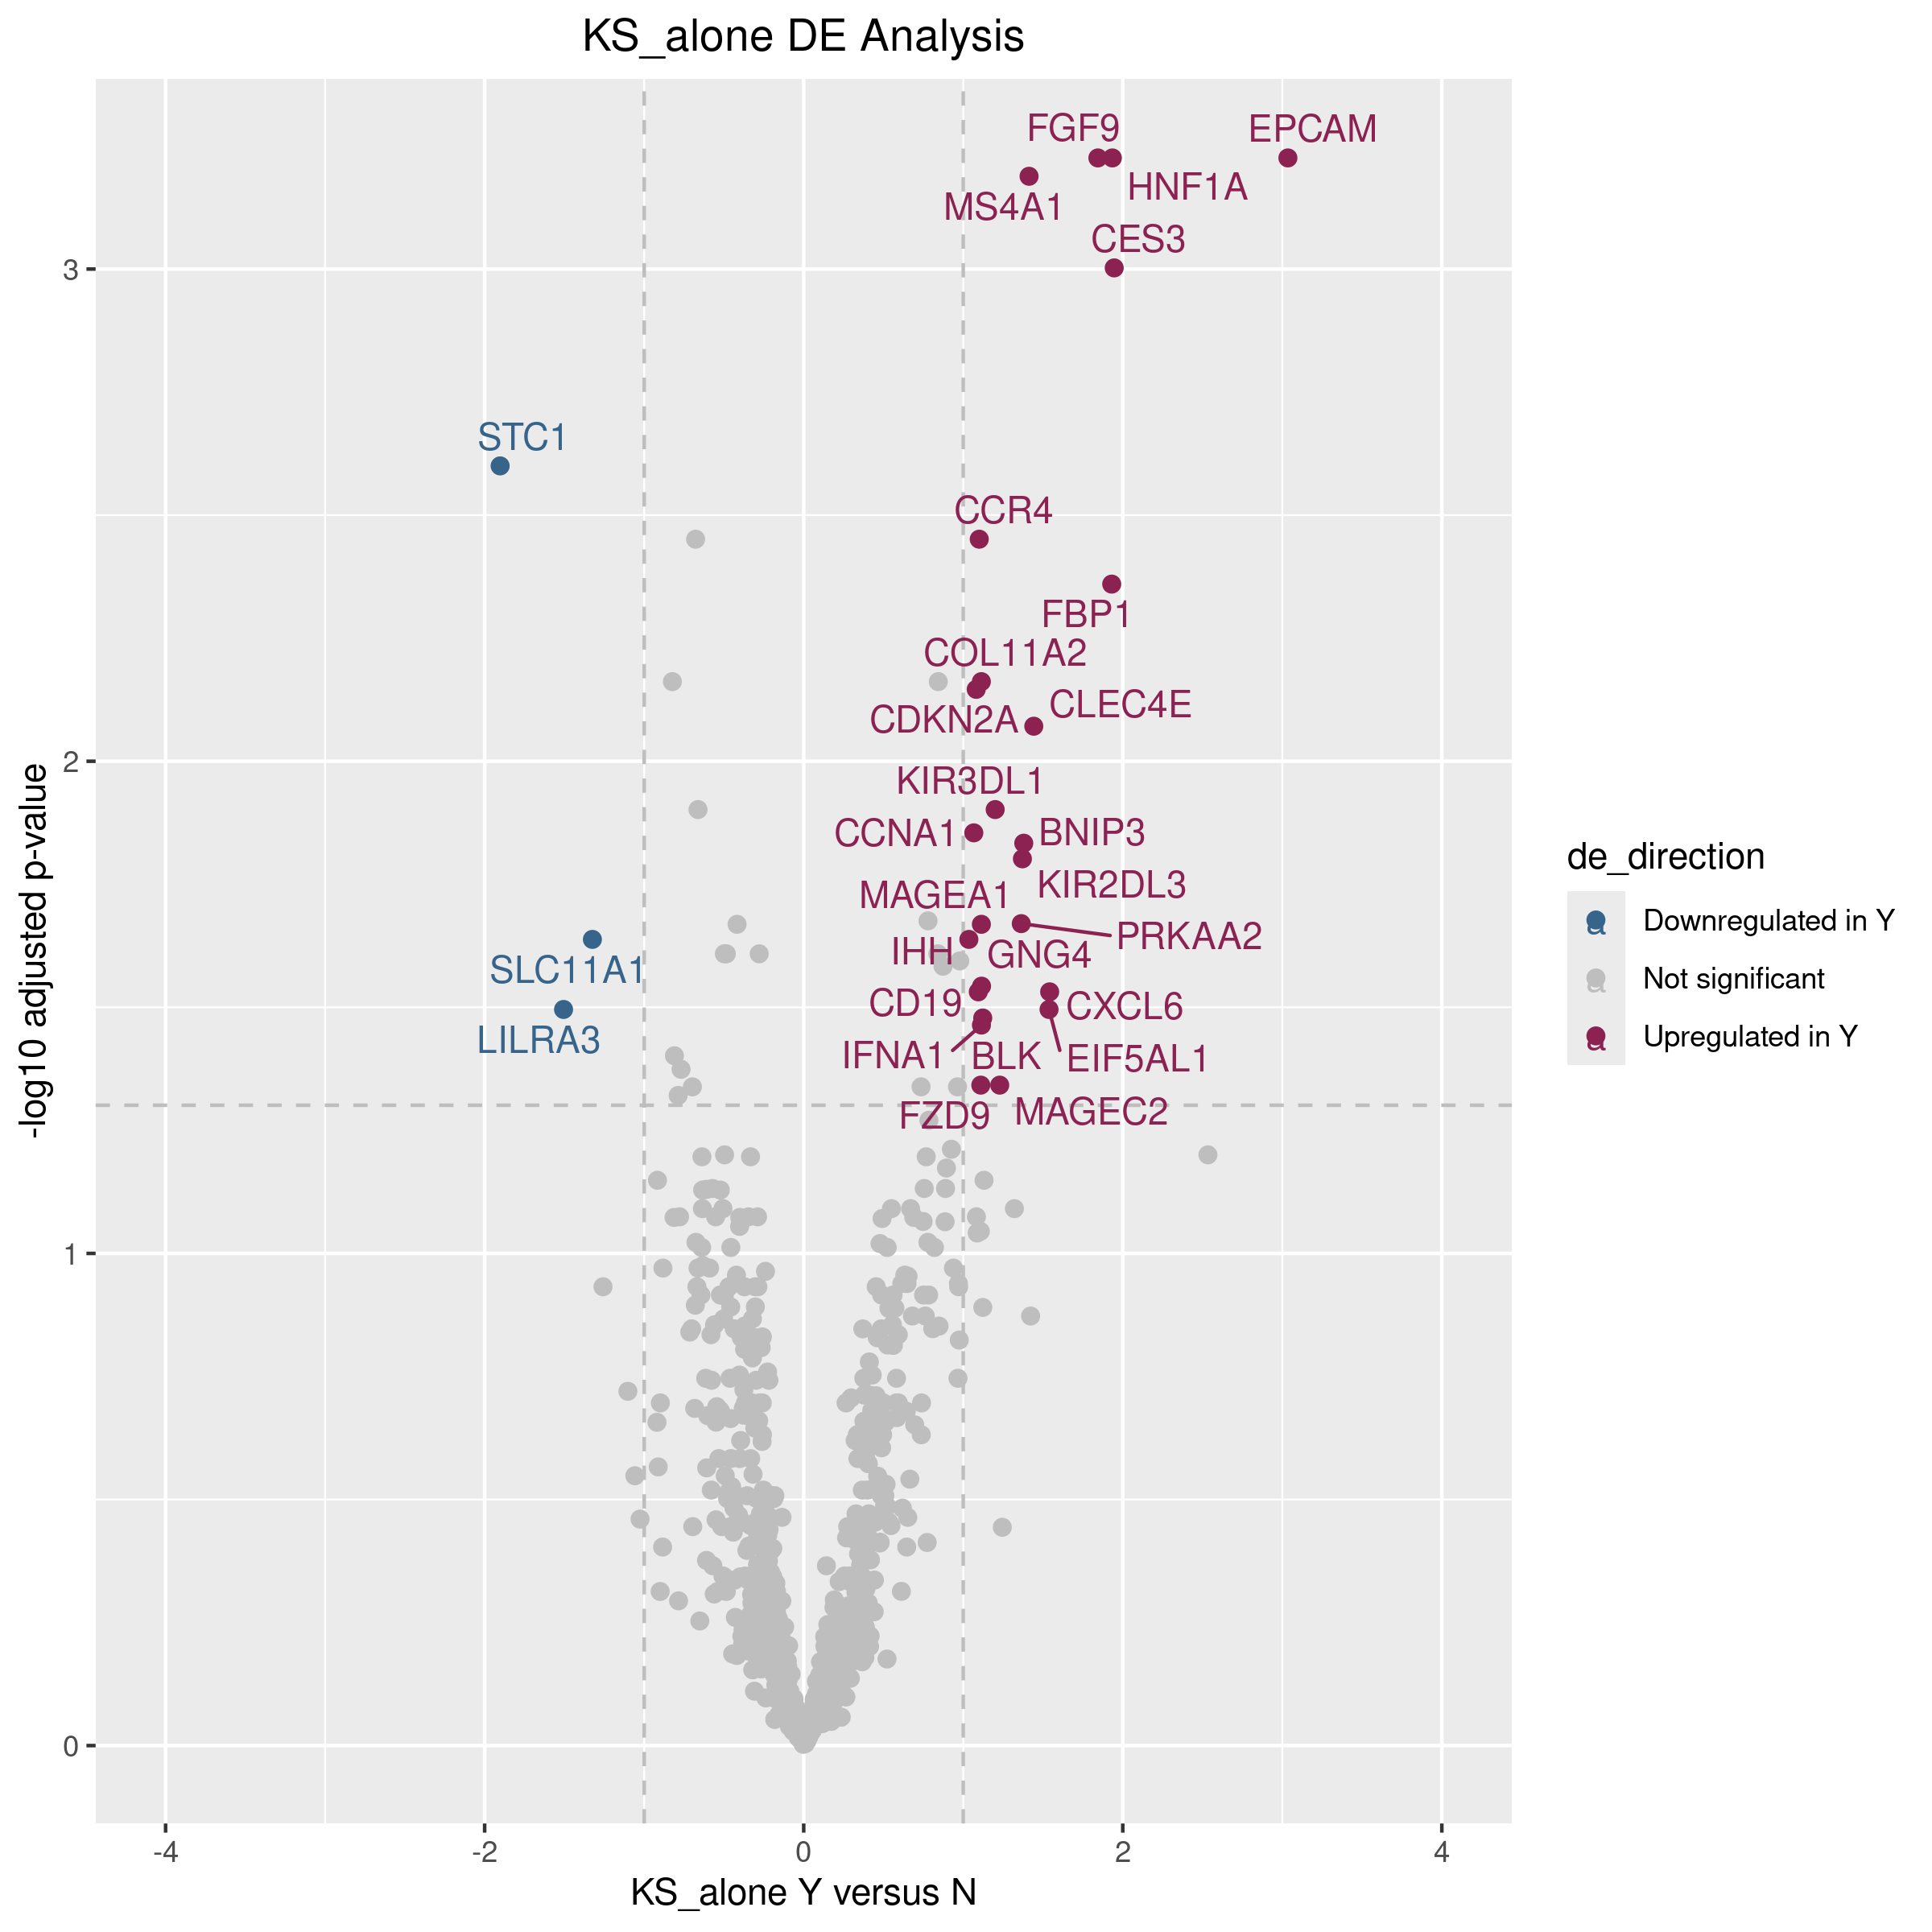 KS_alone DE Analysis
FGF9
EPCAM
HNF1A
MS4A1
CES3
3
STC1
CCR4
FBP1
COL11A2
CLEC4E
CDKN2A
2
KIR3DL1
CCNA1
BNIP3
KIR2DL3
MAGEA1
PRKAA2
IHH
GNG4
SLC11A1
CD19
CXCL6
LILRA3
IFNA1
BLK
EIF5AL1
FZD9
MAGEC2
1
0
-log10 adjusted p-value
-4
-2
0
2
4
KS_alone Y versus N
de_direction
a Downregulated in Y
a Not significant
a Upregulated in Y